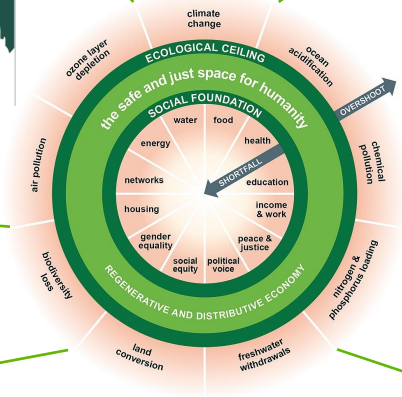 climate
change
ozone layer
depletion
ocean
acidification
ECOLOGICAL CEILING
the safe and just space for humanity
OVERSHOOT
SOCIAL FOUNDATION
water
food
energy
health
SHORTFALL
air pollution
chemical
pollution
networks
education
housing
income
& work
gender
equality
peace &
justice
social
equity
political
voice
biodiversity
loss
nitrogen &
phosphorus loading
REGENERATIVE AND DISTRIBUTIVE ECONOMY
land
conversion
freshwater
withdrawals